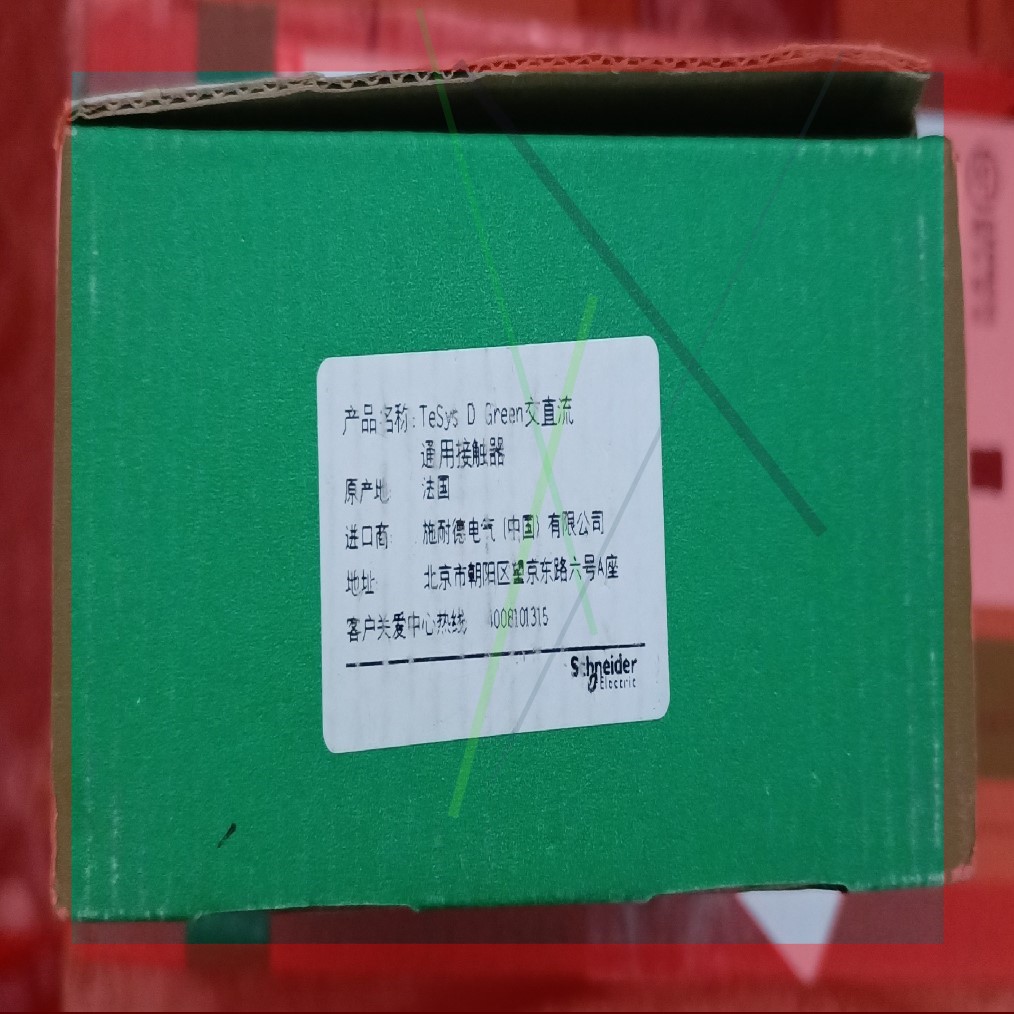 产品名称:TeSys D Green交直流
通用接触器
原产地: 法国
进口商: 施耐德电气(中国)有限公司
地址: 北京市朝阳区望京东路六号A座
客户关爱中心热线 4008101315
Schneider
Electric